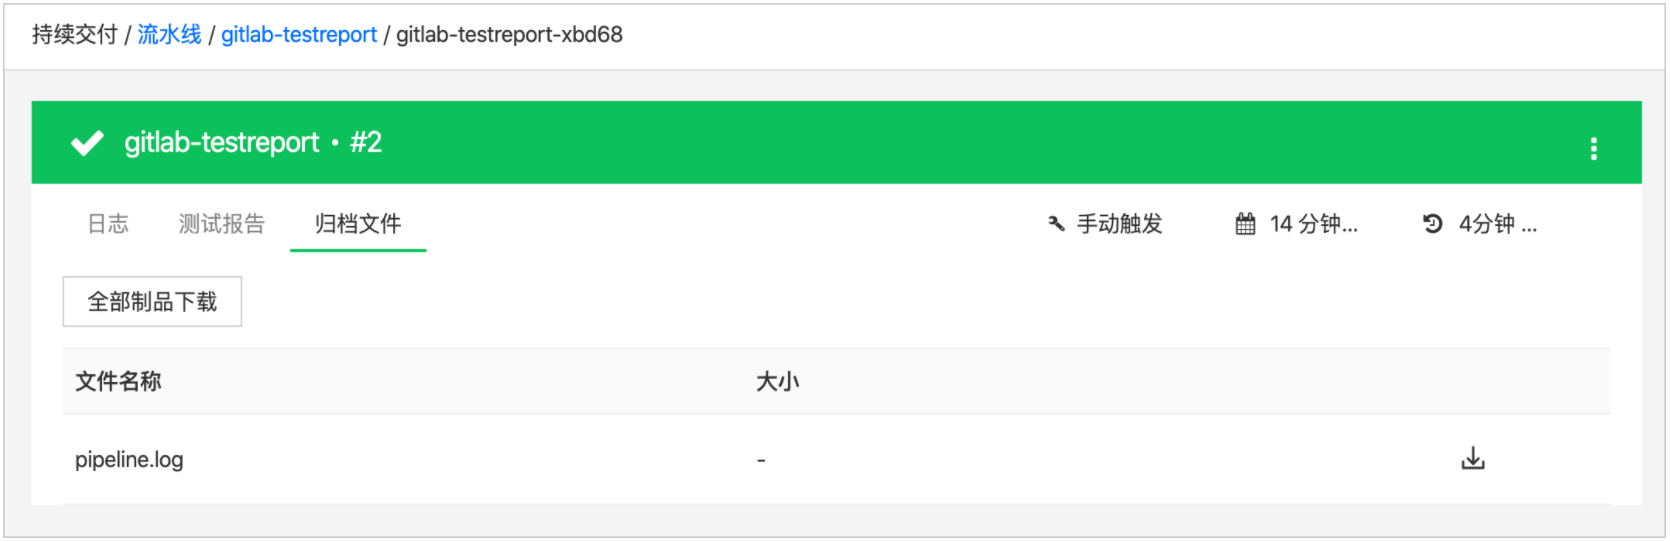 持续交付 / 流水线 / gitlab-testreport / gitlab-testreport-xbd68
gitlab-testreport • #2
日志 测试报告 归档文件 手动触发 14 分钟... 4分钟 ...
全部制品下载
文件名称 大小
pipeline.log -